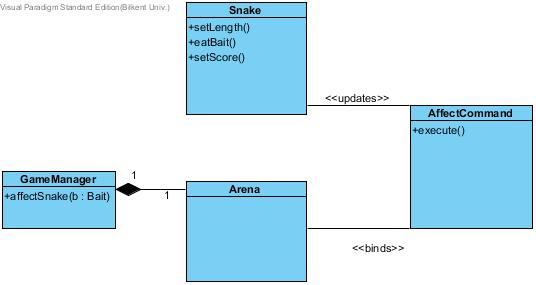 Visual Paradigm Standard Edition(Bilkent Univ.)
Snake
+setLength()
+eatBait()
+setScore()
<<updates>>
AffectCommand
+execute()
GameManager
+affectSnake(b : Bait)
1
1
Arena
<<binds>>